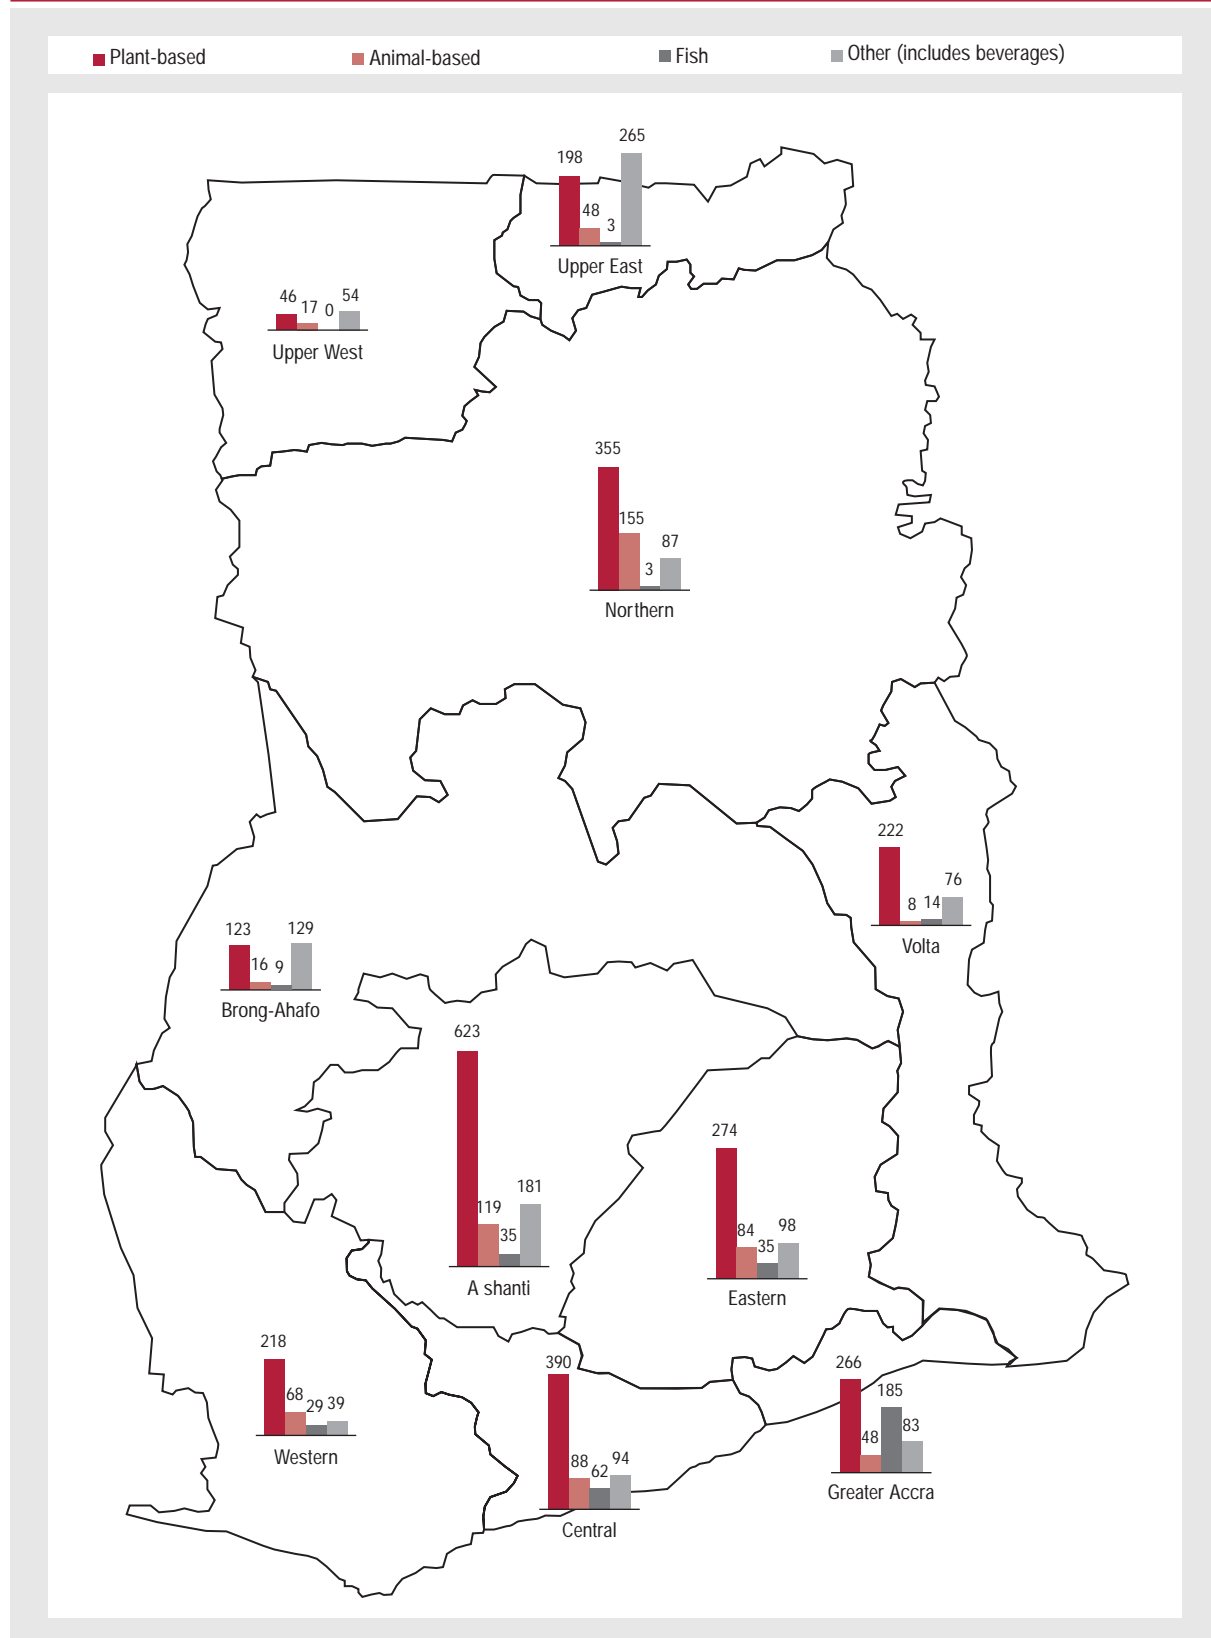 Plant-based Animal-based Fish Other (includes beverages)
198 48 3 265
Upper East
46 17 0 54
Upper West
355 155 3 87
Northern
222 8 14 76
Volta
123 16 9 129
Brong-Ahafo
623 119 35 181
A shanti
274 84 35 98
Eastern
218 68 29 39
Western
390 88 62 94
Central
266 48 185 83
Greater Accra